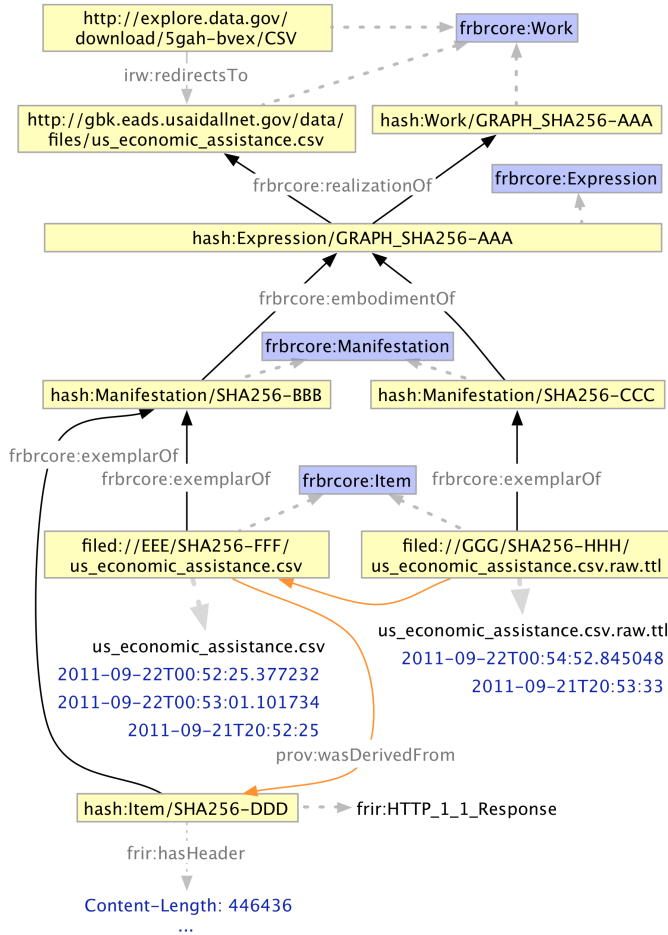 http://explore.data.gov/
download/5gah-bvex/CSV
frbrcore:Work
irw:redirectsTo
http://gbk.eads.usaidallnet.gov/data/
files/us_economic_assistance.csv
hash:Work/GRAPH_SHA256-AAA
frbrcore:realizationOf
frbrcore:Expression
hash:Expression/GRAPH_SHA256-AAA
frbrcore:embodimentOf
frbrcore:Manifestation
hash:Manifestation/SHA256-BBB
hash:Manifestation/SHA256-CCC
frbrcore:exemplarOf
frbrcore:exemplarOf
frbrcore:Item
frbrcore:exemplarOf
filed://EEE/SHA256-FFF/
us_economic_assistance.csv
filed://GGG/SHA256-HHH/
us_economic_assistance.csv.raw.ttl
us_economic_assistance.csv
2011-09-22T00:52:25.377232
2011-09-22T00:53:01.101734
2011-09-21T20:52:25
us_economic_assistance.csv.raw.ttl
2011-09-22T00:54:52.845048
2011-09-21T20:53:33
prov:wasDerivedFrom
hash:Item/SHA256-DDD
frir:HTTP_1_1_Response
frir:hasHeader
Content-Length: 446436
...